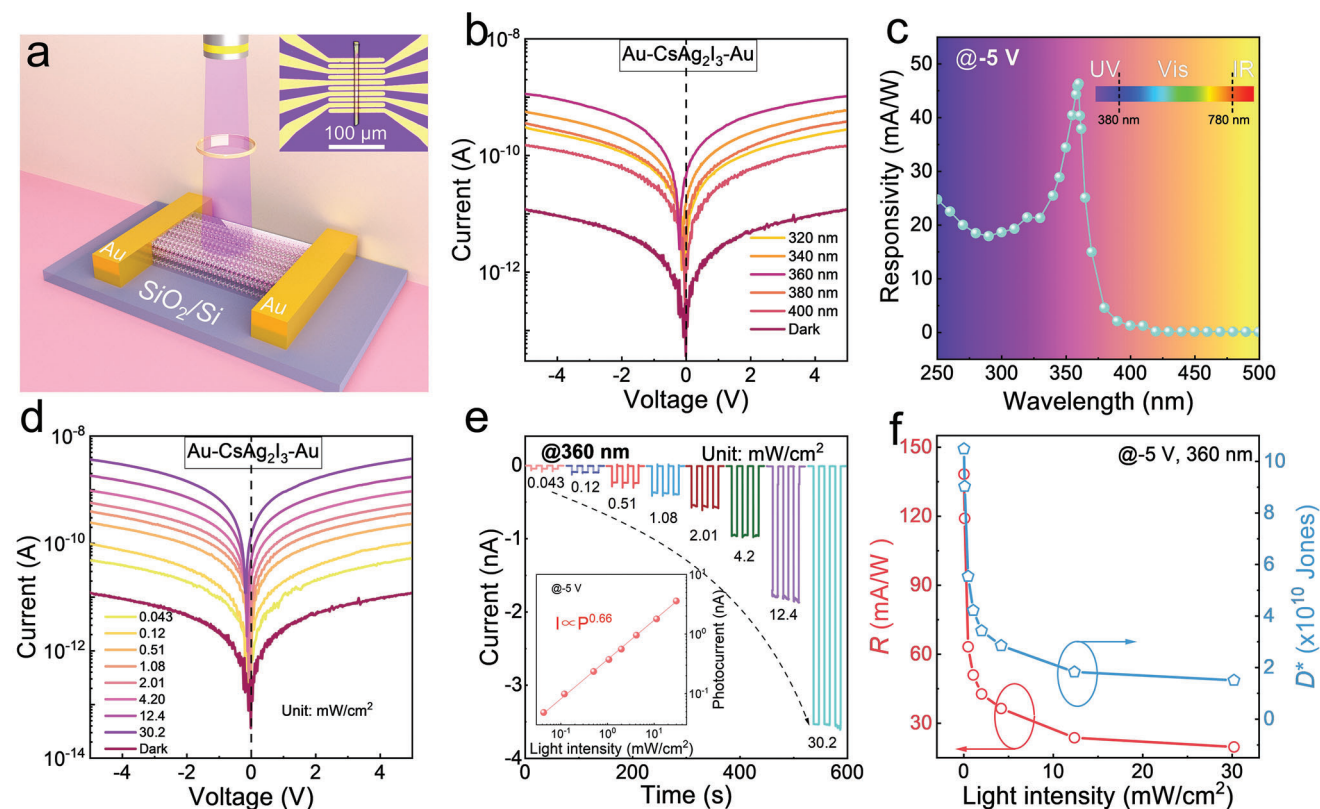 a
100 µm
Au
Au
SiO₂/Si
b
Au-CsAg₂I₃-Au
Current (A)
10⁻⁸
10⁻¹⁰
10⁻¹²
320 nm
340 nm
360 nm
380 nm
400 nm
Dark
-4 -2 0 2 4
Voltage (V)
c
@-5 V
UV Vis IR
380 nm 780 nm
Responsivity (mA/W)
50
40
30
20
10
0
250 300 350 400 450 500
Wavelength (nm)
d
Au-CsAg₂I₃-Au
Current (A)
10⁻⁸
10⁻¹⁰
10⁻¹²
10⁻¹⁴
0.043
0.12
0.51
1.08
2.01
4.20
12.4
30.2
Dark
Unit: mW/cm²
-4 -2 0 2 4
Voltage (V)
e
@360 nm Unit: mW/cm²
Current (nA)
0
-1
-2
-3
-4
0.043
0.12
0.51
1.08
2.01
4.2
12.4
30.2
@-5 V
I∝P^0.66
Photocurrent (nA)
10¹
10⁰
10⁻¹
10⁻¹ 10⁰ 10¹
Light intensity (mW/cm²)
0 200 400 600
Time (s)
f
@-5 V, 360 nm
R (mA/W)
150
120
90
60
30
D* (x10¹⁰ Jones)
10
8
6
4
2
0
0 10 20 30
Light intensity (mW/cm²)